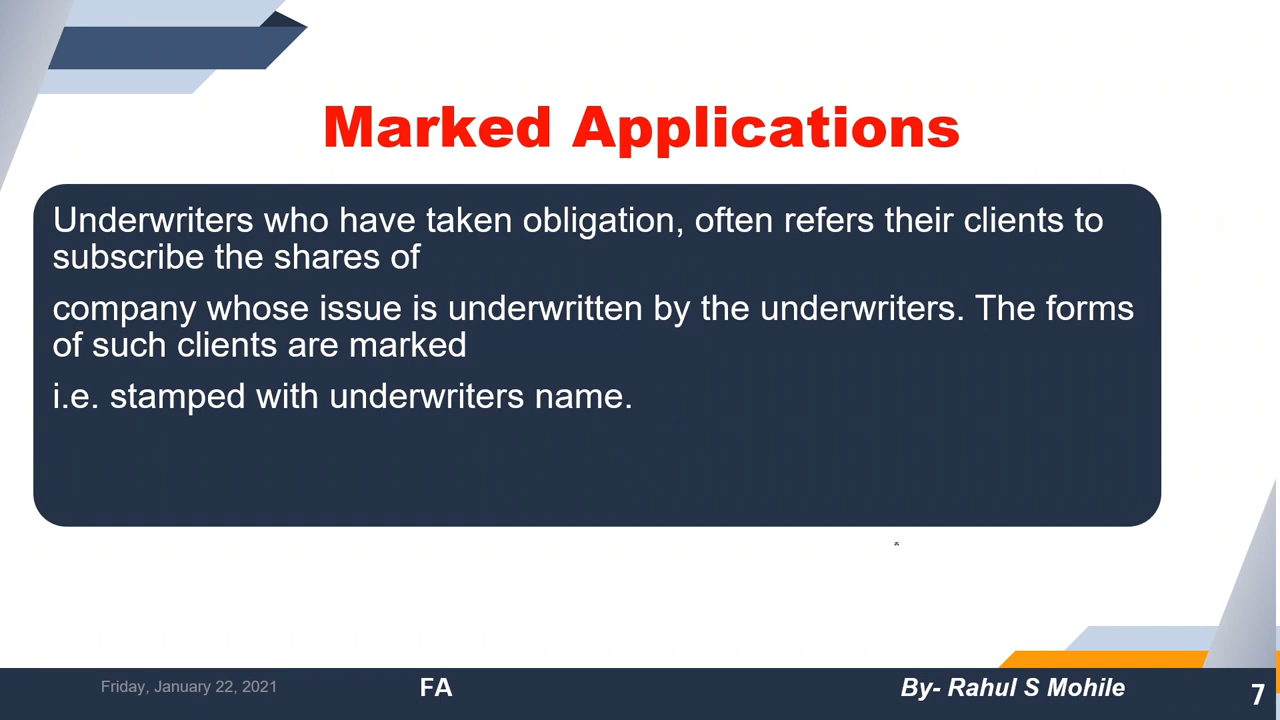 Marked Applications
Underwriters who have taken obligation, often refers their clients to
subscribe the shares of
company whose issue is underwritten by the underwriters. The forms
of such clients are marked
i.e. stamped with underwriters name.
Friday, January 22, 2021
FA
By- Rahul S Mohile
7